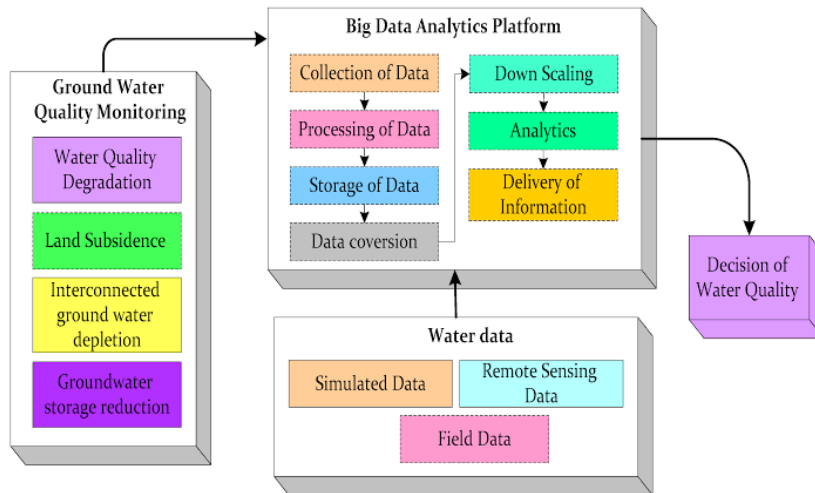 Ground Water
Quality Monitoring
Water Quality
Degradation
Land Subsidence
Interconnected
ground water
depletion
Groundwater
storage reduction
Big Data Analytics Platform
Collection of Data
Processing of Data
Storage of Data
Data coversion
Down Scaling
Analytics
Delivery of
Information
Water data
Simulated Data
Remote Sensing
Data
Field Data
Decision of
Water Quality